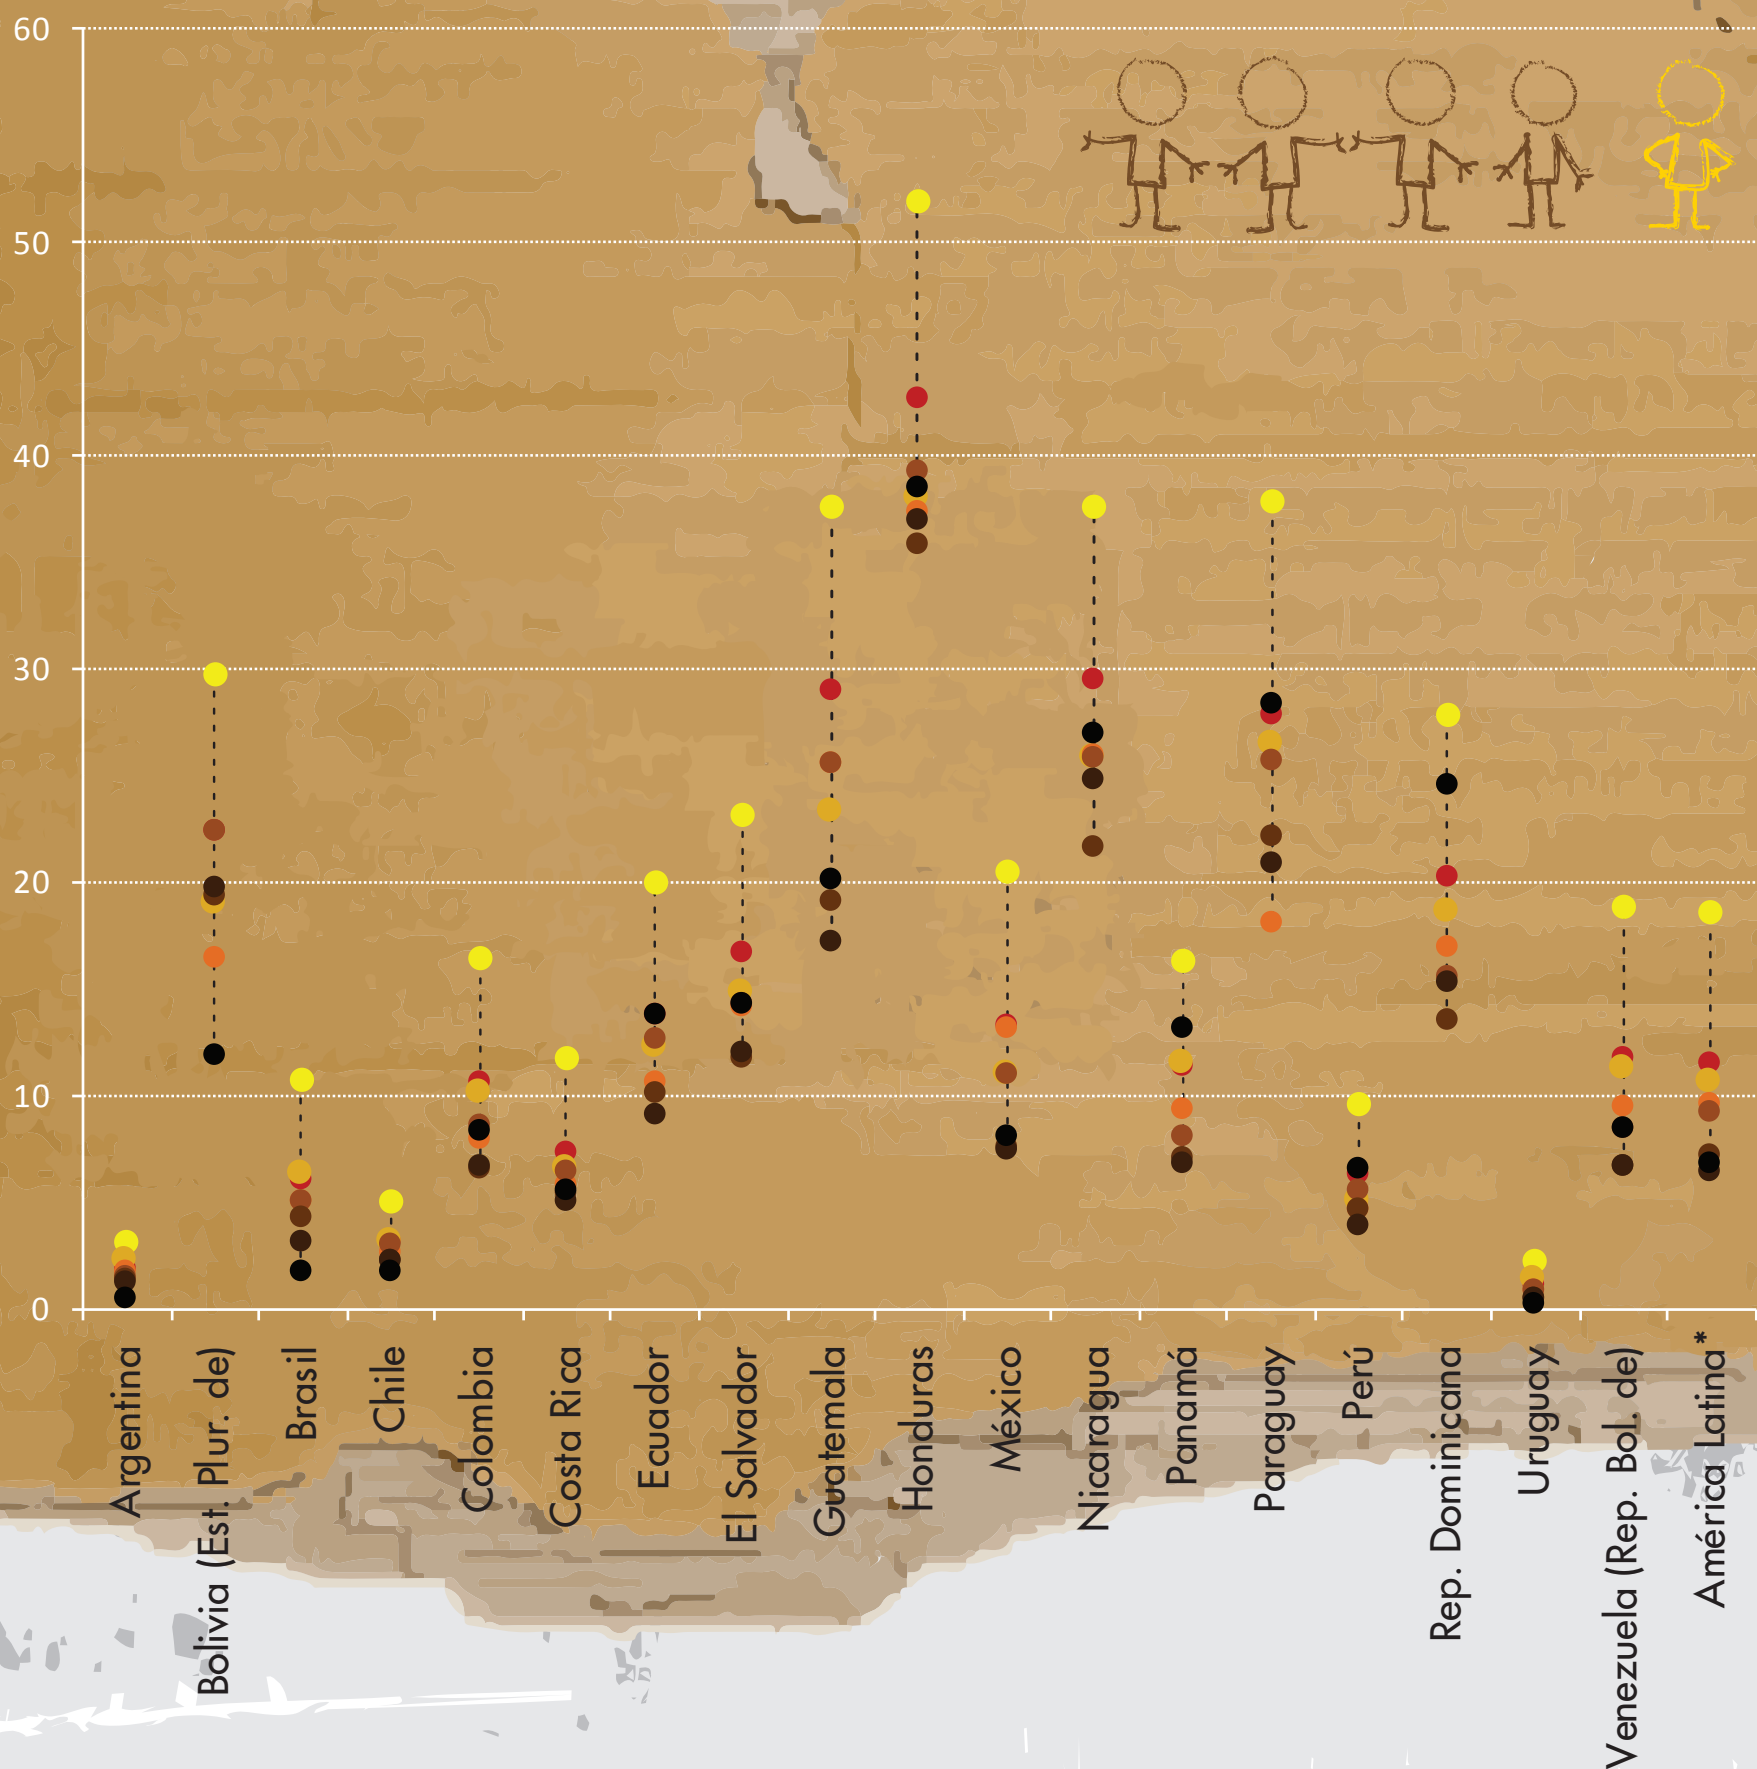 60
50
40
30
20
10
0
Argentina
Bolivia (Est. Plur. de)
Brasil
Chile
Colombia
Costa Rica
Ecuador
El Salvador
Guatemala
Honduras
México
Nicaragua
Panamá
Paraguay
Perú
Rep. Dominicana
Uruguay
Venezuela (Rep. Bol. de)
América Latina*